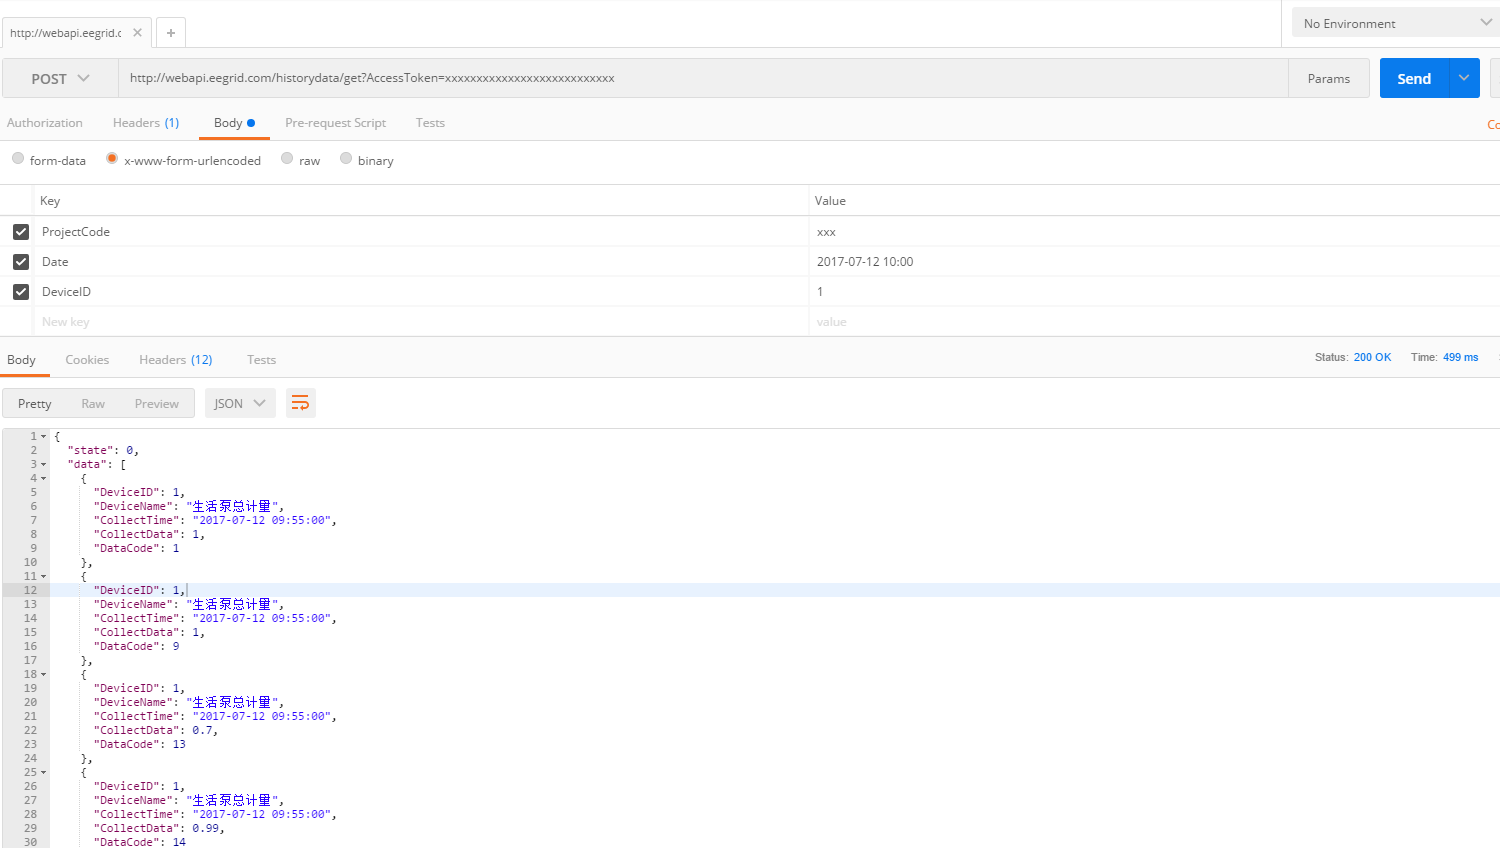 No Environment
http://webapi.eegrid.c
POST http://webapi.eegrid.com/historydata/get?AccessToken=xxxxxxxxxxxxxxxxxxxxxxxxxxx Params Send
Authorization Headers (1) Body Pre-request Script Tests
form-data x-www-form-urlencoded raw binary
Key Value
ProjectCode xxx
Date 2017-07-12 10:00
DeviceID 1
New key value
Body Cookies Headers (12) Tests Status: 200 OK Time: 499 ms
Pretty Raw Preview JSON
1 {
2 "state": 0,
3 "data": [
4 {
5 "DeviceID": 1,
6 "DeviceName": "生活泵总计量",
7 "CollectTime": "2017-07-12 09:55:00",
8 "CollectData": 1,
9 "DataCode": 1
10 },
11 {
12 "DeviceID": 1,
13 "DeviceName": "生活泵总计量",
14 "CollectTime": "2017-07-12 09:55:00",
15 "CollectData": 1,
16 "DataCode": 9
17 },
18 {
19 "DeviceID": 1,
20 "DeviceName": "生活泵总计量",
21 "CollectTime": "2017-07-12 09:55:00",
22 "CollectData": 0.7,
23 "DataCode": 13
24 },
25 {
26 "DeviceID": 1,
27 "DeviceName": "生活泵总计量",
28 "CollectTime": "2017-07-12 09:55:00",
29 "CollectData": 0.99,
30 "DataCode": 14